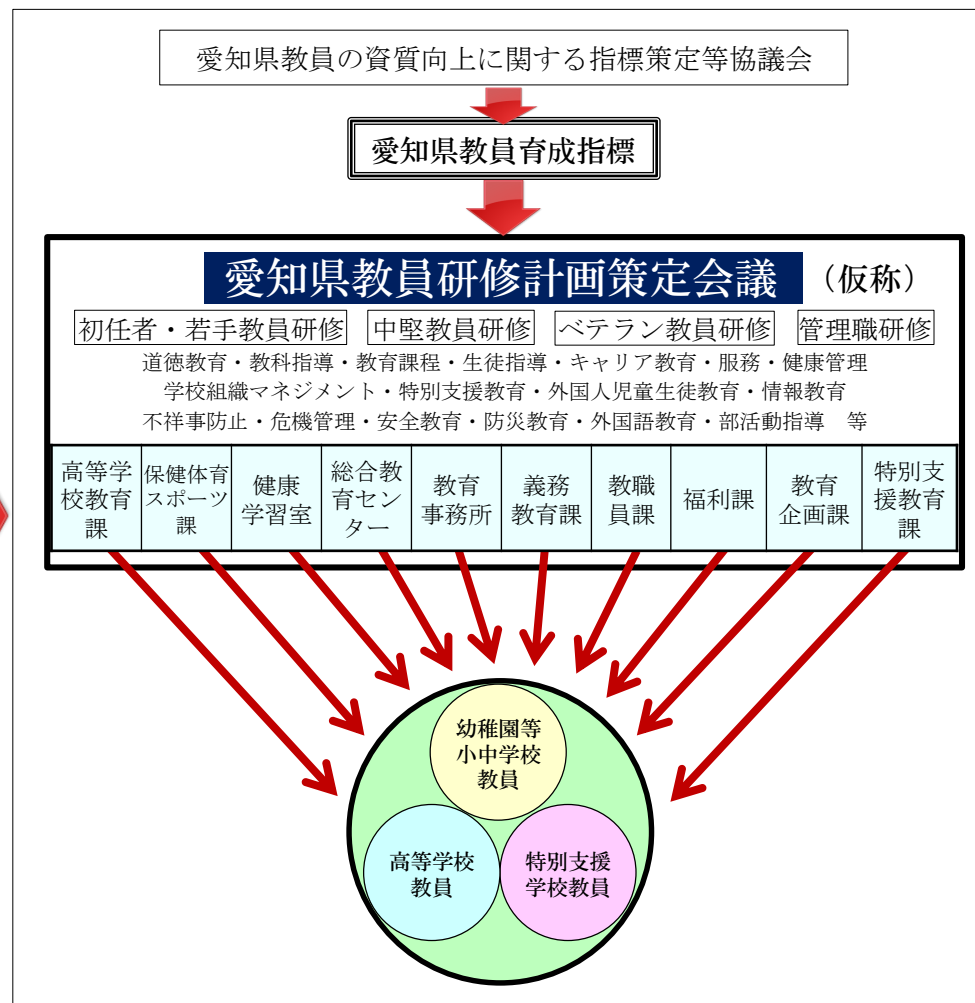 愛知県教員の資質向上に関する指標策定等協議会
愛知県教員育成指標
愛知県教員研修計画策定会議 （仮称）
初任者・若手教員研修 中堅教員研修 ベテラン教員研修 管理職研修
道徳教育・教科指導・教育課程・生徒指導・キャリア教育・服務・健康管理
学校組織マネジメント・特別支援教育・外国人児童生徒教育・情報教育
不祥事防止・危機管理・安全教育・防災教育・外国語教育・部活動指導　等
高等学
校教育
課
保健体育
スポーツ
課
健康
学習室
総合教
育セン
ター
教育
事務所
義務
教育課
教職
員課
福利課
教育
企画課
特別支
援教育
課
幼稚園等
小中学校
教員
高等学校
教員
特別支援
学校教員